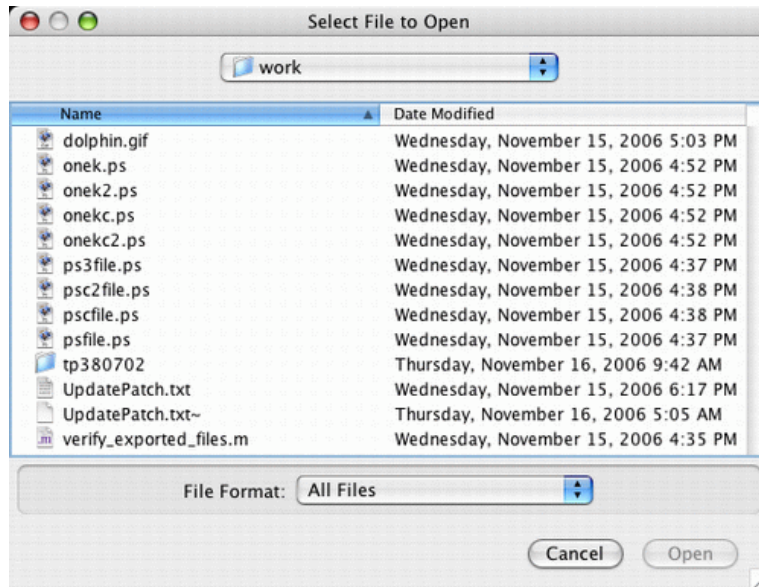 Select File to Open
work
Name Date Modified
dolphin.gif Wednesday, November 15, 2006 5:03 PM
onek.ps Wednesday, November 15, 2006 4:52 PM
onek2.ps Wednesday, November 15, 2006 4:52 PM
onekc.ps Wednesday, November 15, 2006 4:52 PM
onekc2.ps Wednesday, November 15, 2006 4:52 PM
ps3file.ps Wednesday, November 15, 2006 4:37 PM
psc2file.ps Wednesday, November 15, 2006 4:38 PM
pscfile.ps Wednesday, November 15, 2006 4:38 PM
psfile.ps Wednesday, November 15, 2006 4:37 PM
tp380702 Thursday, November 16, 2006 9:42 AM
UpdatePatch.txt Wednesday, November 15, 2006 6:17 PM
UpdatePatch.txt~ Thursday, November 16, 2006 5:05 AM
.m verify_exported_files.m Wednesday, November 15, 2006 4:35 PM
File Format: All Files
Cancel Open